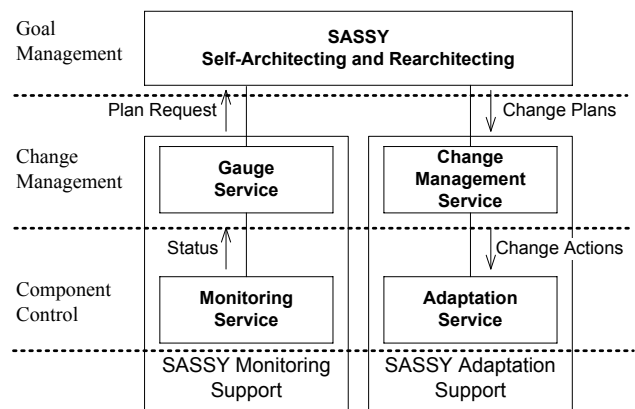 Goal
Management
SASSY
Self-Architecting and Rearchitecting
Plan Request
Change Plans
Change
Management
Gauge
Service
Change
Management
Service
Status
Change Actions
Component
Control
Monitoring
Service
Adaptation
Service
SASSY Monitoring
Support
SASSY Adaptation
Support